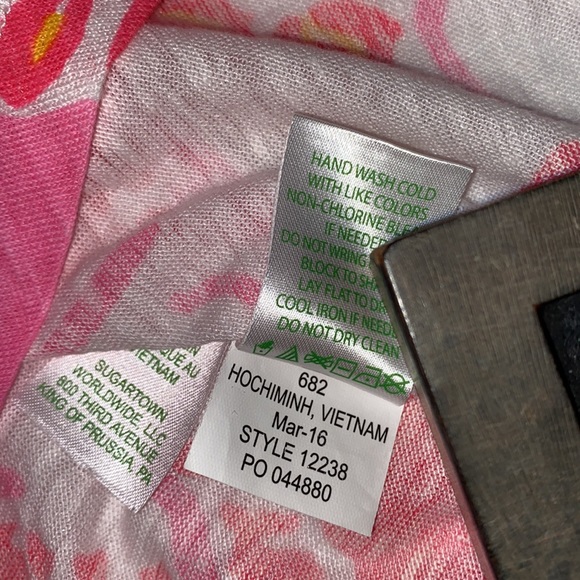 HAND WASH COLD
WITH LIKE COLORS
NON-CHLORINE
IF NEEDED
DO NOT WRING
BLOCK TO
LAY FLAT TO
COOL IRON IF
DO NOT DRY CLEAN
682
HOCHIMINH, VIETNAM
Mar-16
STYLE 12238
PO 044880
AU
SUGARTOWN
WORLDWIDE, LLC
800 THIRD AVENUE
KING OF PRUSSIA, PA